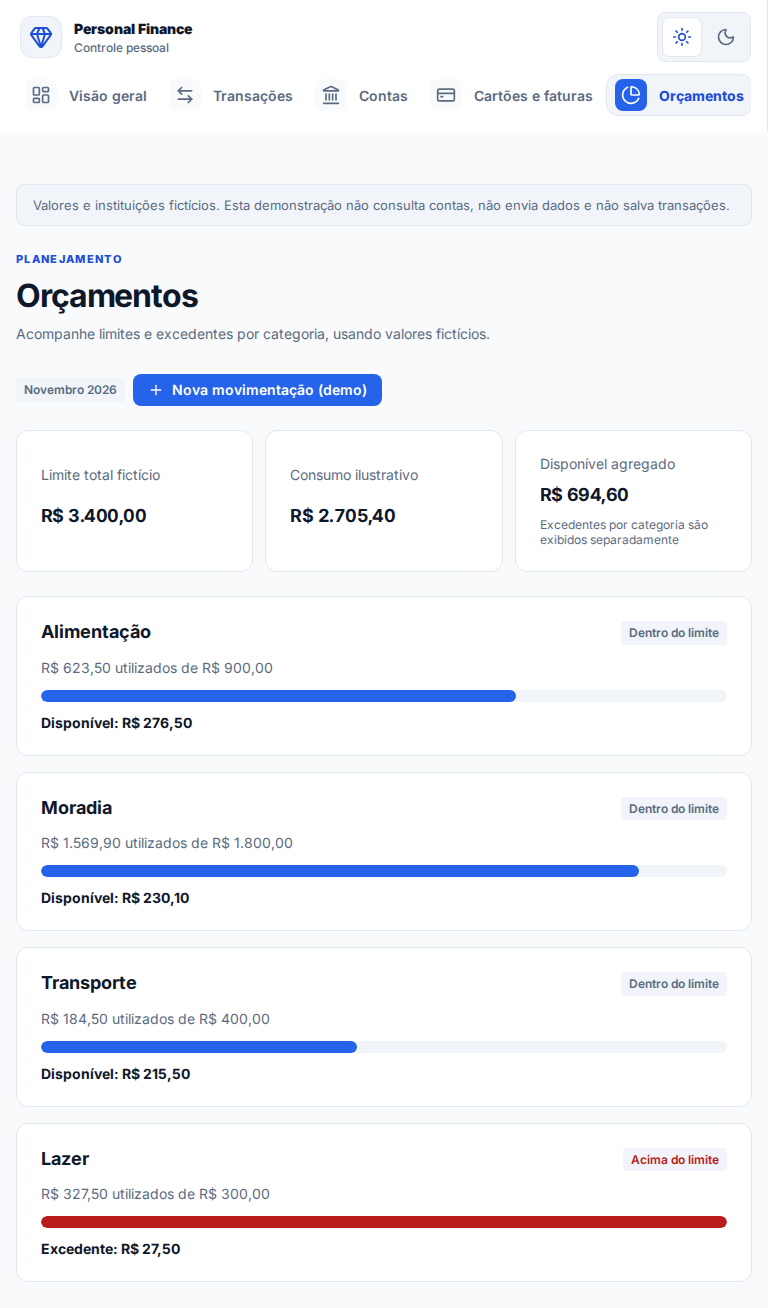 Personal Finance
Controle pessoal
Visão geral
Transações
Contas
Cartões e faturas
Orçamentos
Valores e instituições fictícios. Esta demonstração não consulta contas, não envia dados e não salva transações.
PLANEJAMENTO
Orçamentos
Acompanhe limites e excedentes por categoria, usando valores fictícios.
Novembro 2026
Nova movimentação (demo)
Limite total fictício
R$ 3.400,00
Consumo ilustrativo
R$ 2.705,40
Disponível agregado
R$ 694,60
Excedentes por categoria são
exibidos separadamente
Alimentação
Dentro do limite
R$ 623,50 utilizados de R$ 900,00
Disponível: R$ 276,50
Moradia
Dentro do limite
R$ 1.569,90 utilizados de R$ 1.800,00
Disponível: R$ 230,10
Transporte
Dentro do limite
R$ 184,50 utilizados de R$ 400,00
Disponível: R$ 215,50
Lazer
Acima do limite
R$ 327,50 utilizados de R$ 300,00
Excedente: R$ 27,50